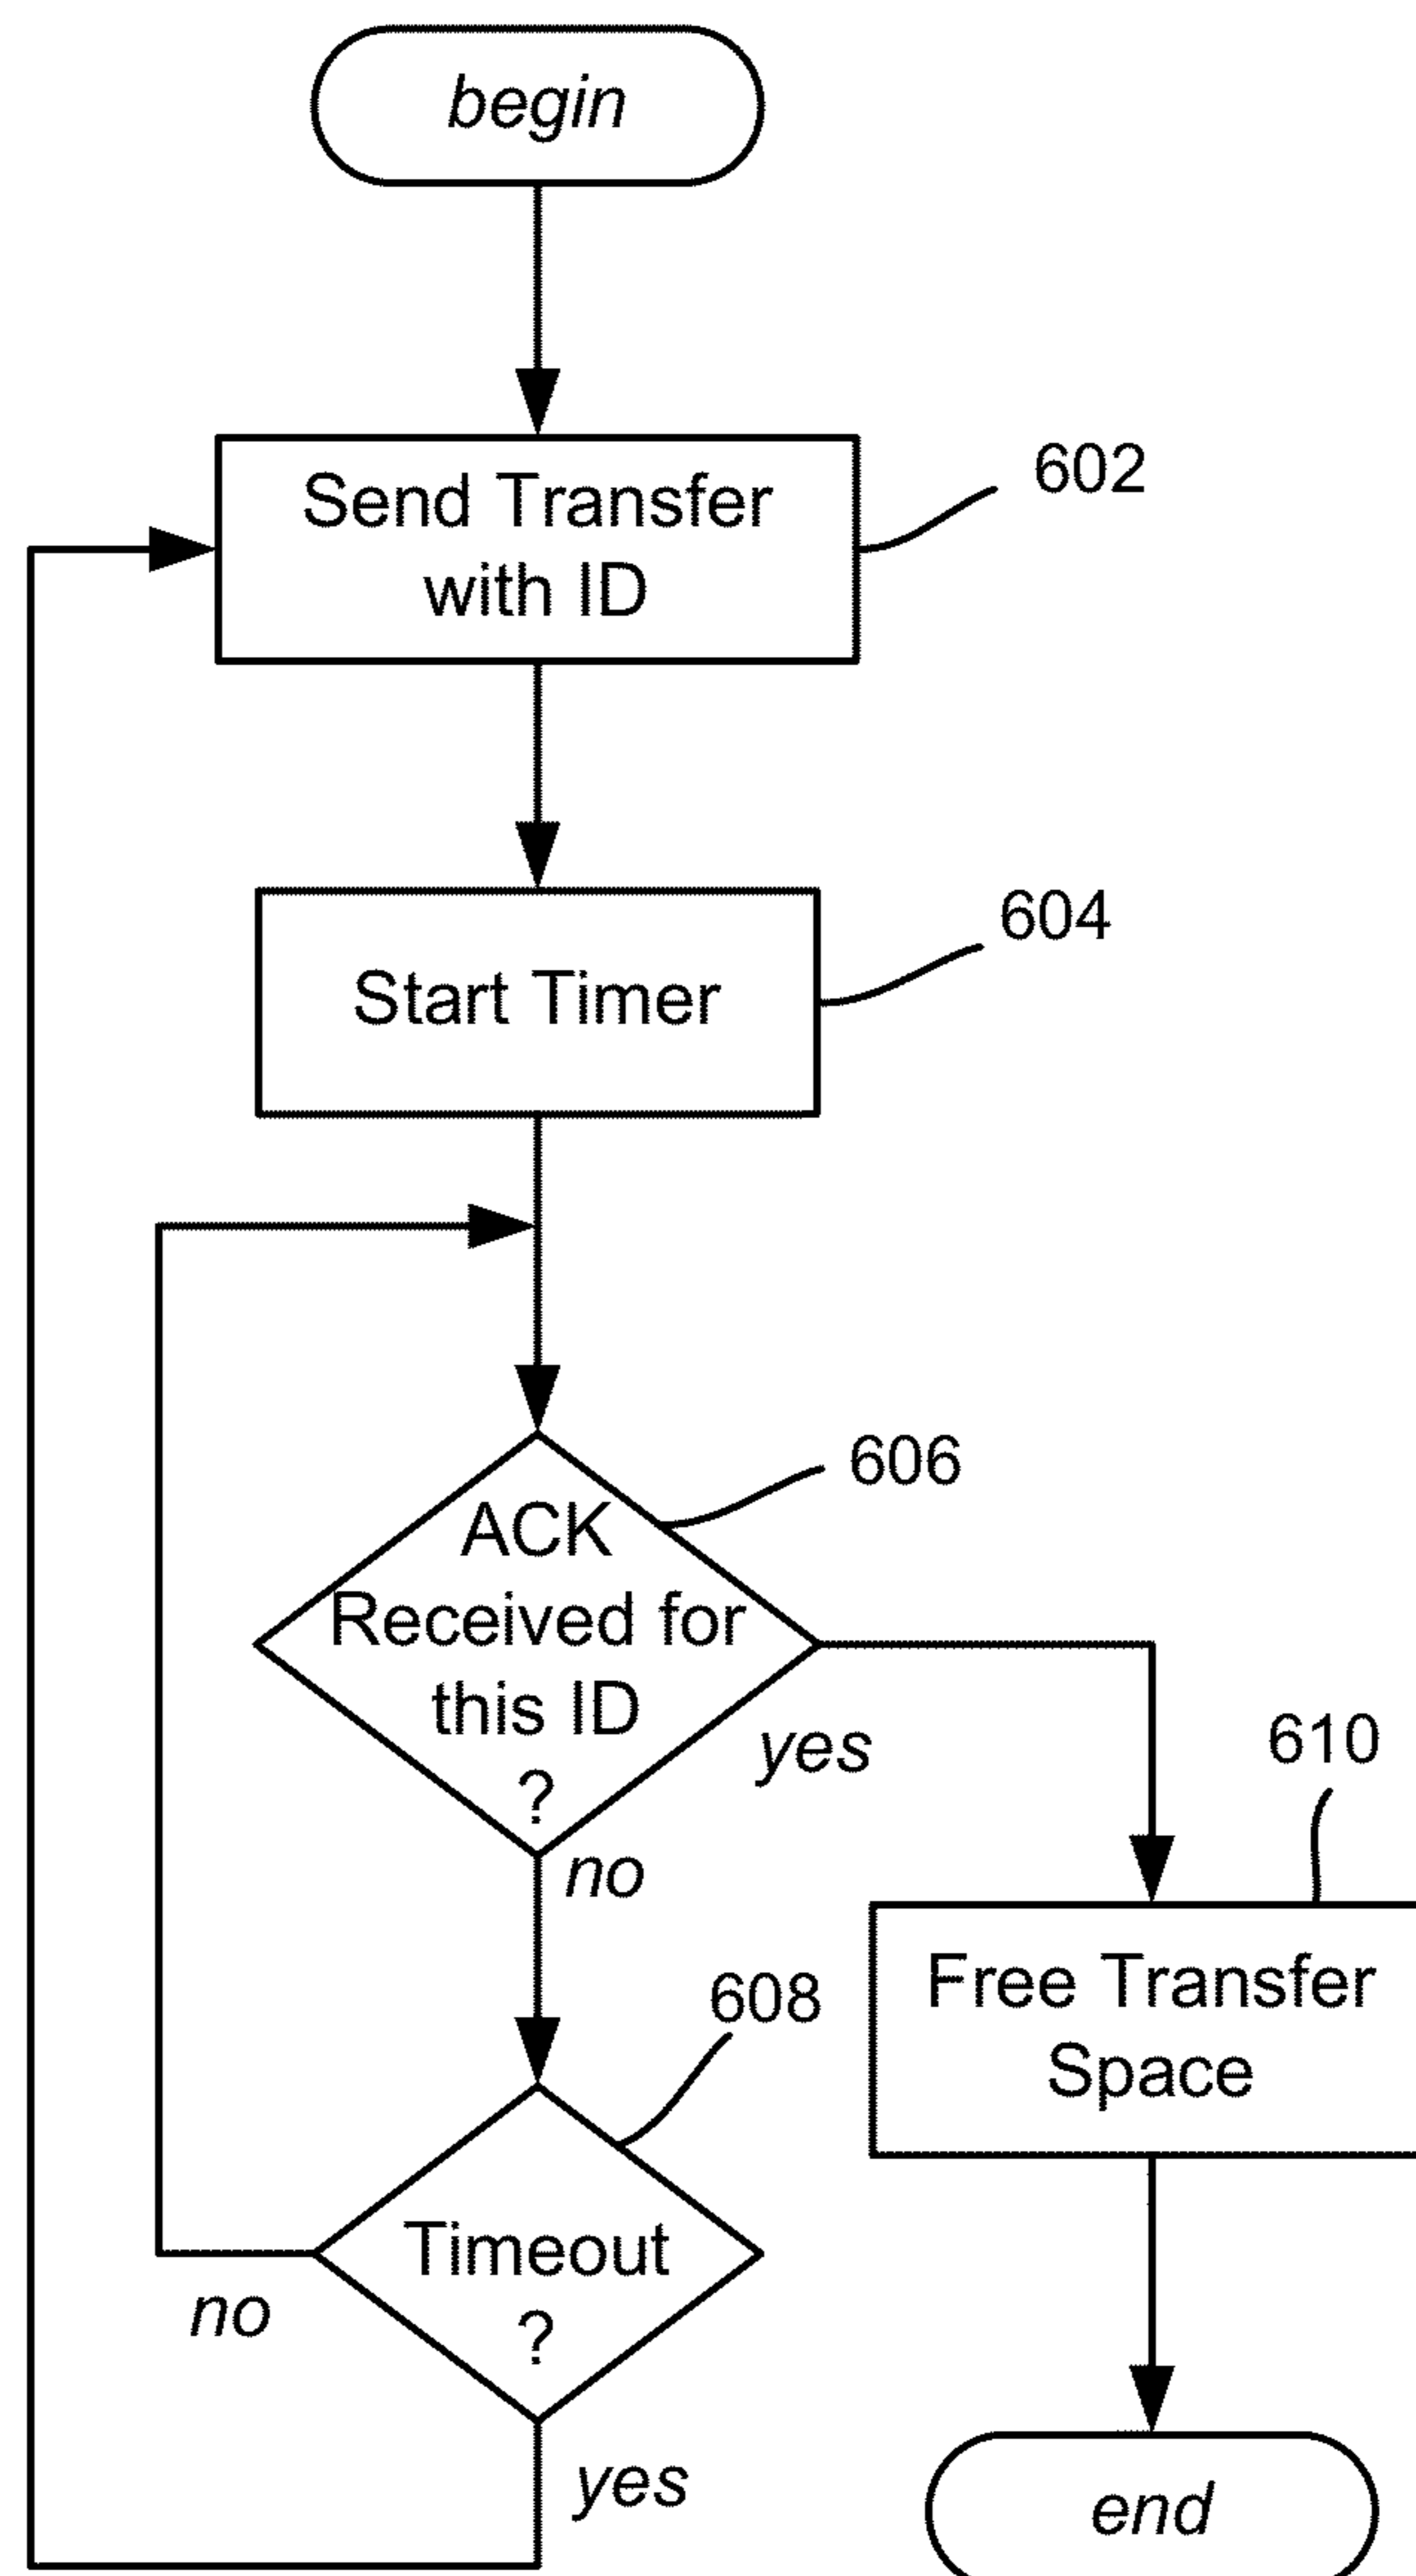 begin
Send Transfer
with ID
602
Start Timer
604
ACK
Received for
this ID
?
606
yes
no
610
Free Transfer
Space
608
Timeout
?
no
yes
end